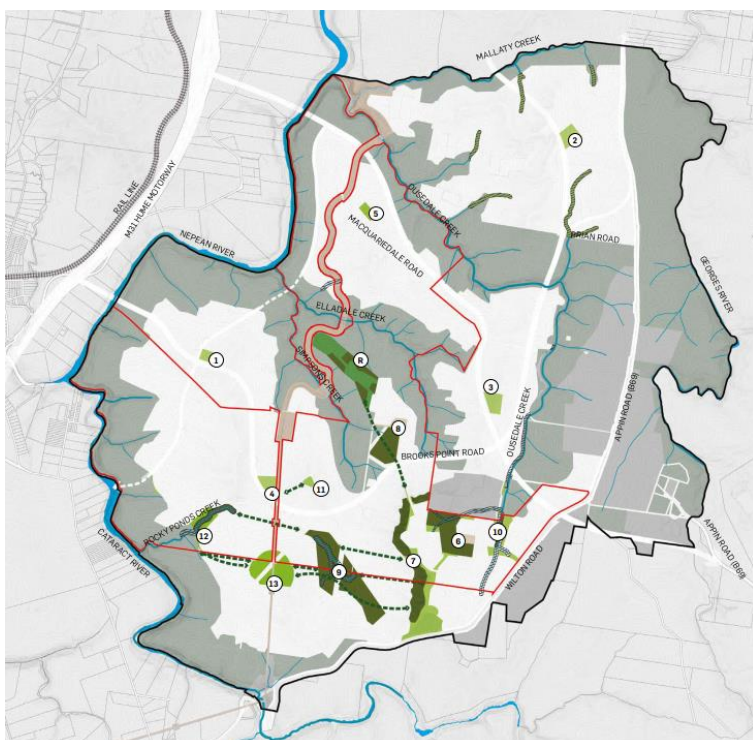 MALLATY CREEK
RAIL LINE
M31 HUME MOTORWAY
2
OUSEDALE CREEK
5
MACQUARIEDALE ROAD
BRIAN ROAD
NEPEAN RIVER
GEORGES RIVER
ELLADALE CREEK
SIMPSONS CREEK
1
R
3
APPIN ROAD (B69)
8
BROOKS POINT ROAD
OUSEDALE CREEK
4
11
ROCKY PONDS CREEK
12
10
6
7
WILTON ROAD
APPIN ROAD (B69)
CATARACT RIVER
9
13